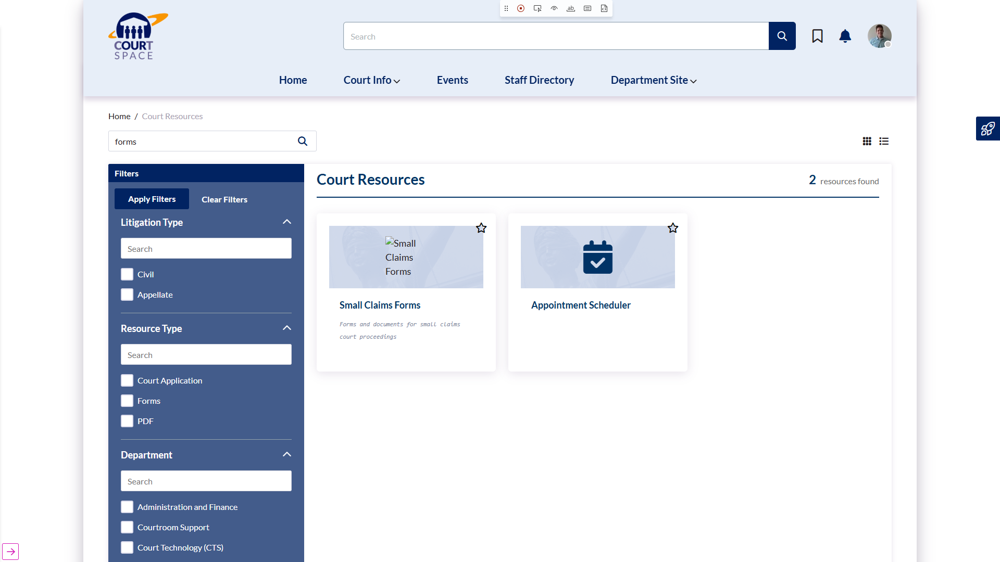 COURT
SPACE
Search
Home
Court Info
Events
Staff Directory
Department Site
Home / Court Resources
forms
Filters
Apply Filters
Clear Filters
Litigation Type
Search
Civil
Appellate
Resource Type
Search
Court Application
Forms
PDF
Department
Search
Administration and Finance
Courtroom Support
Court Technology (CTS)
Court Resources
2 resources found
Small
Claims
Forms
Small Claims Forms
Forms and documents for small claims
court proceedings
Appointment Scheduler
ab